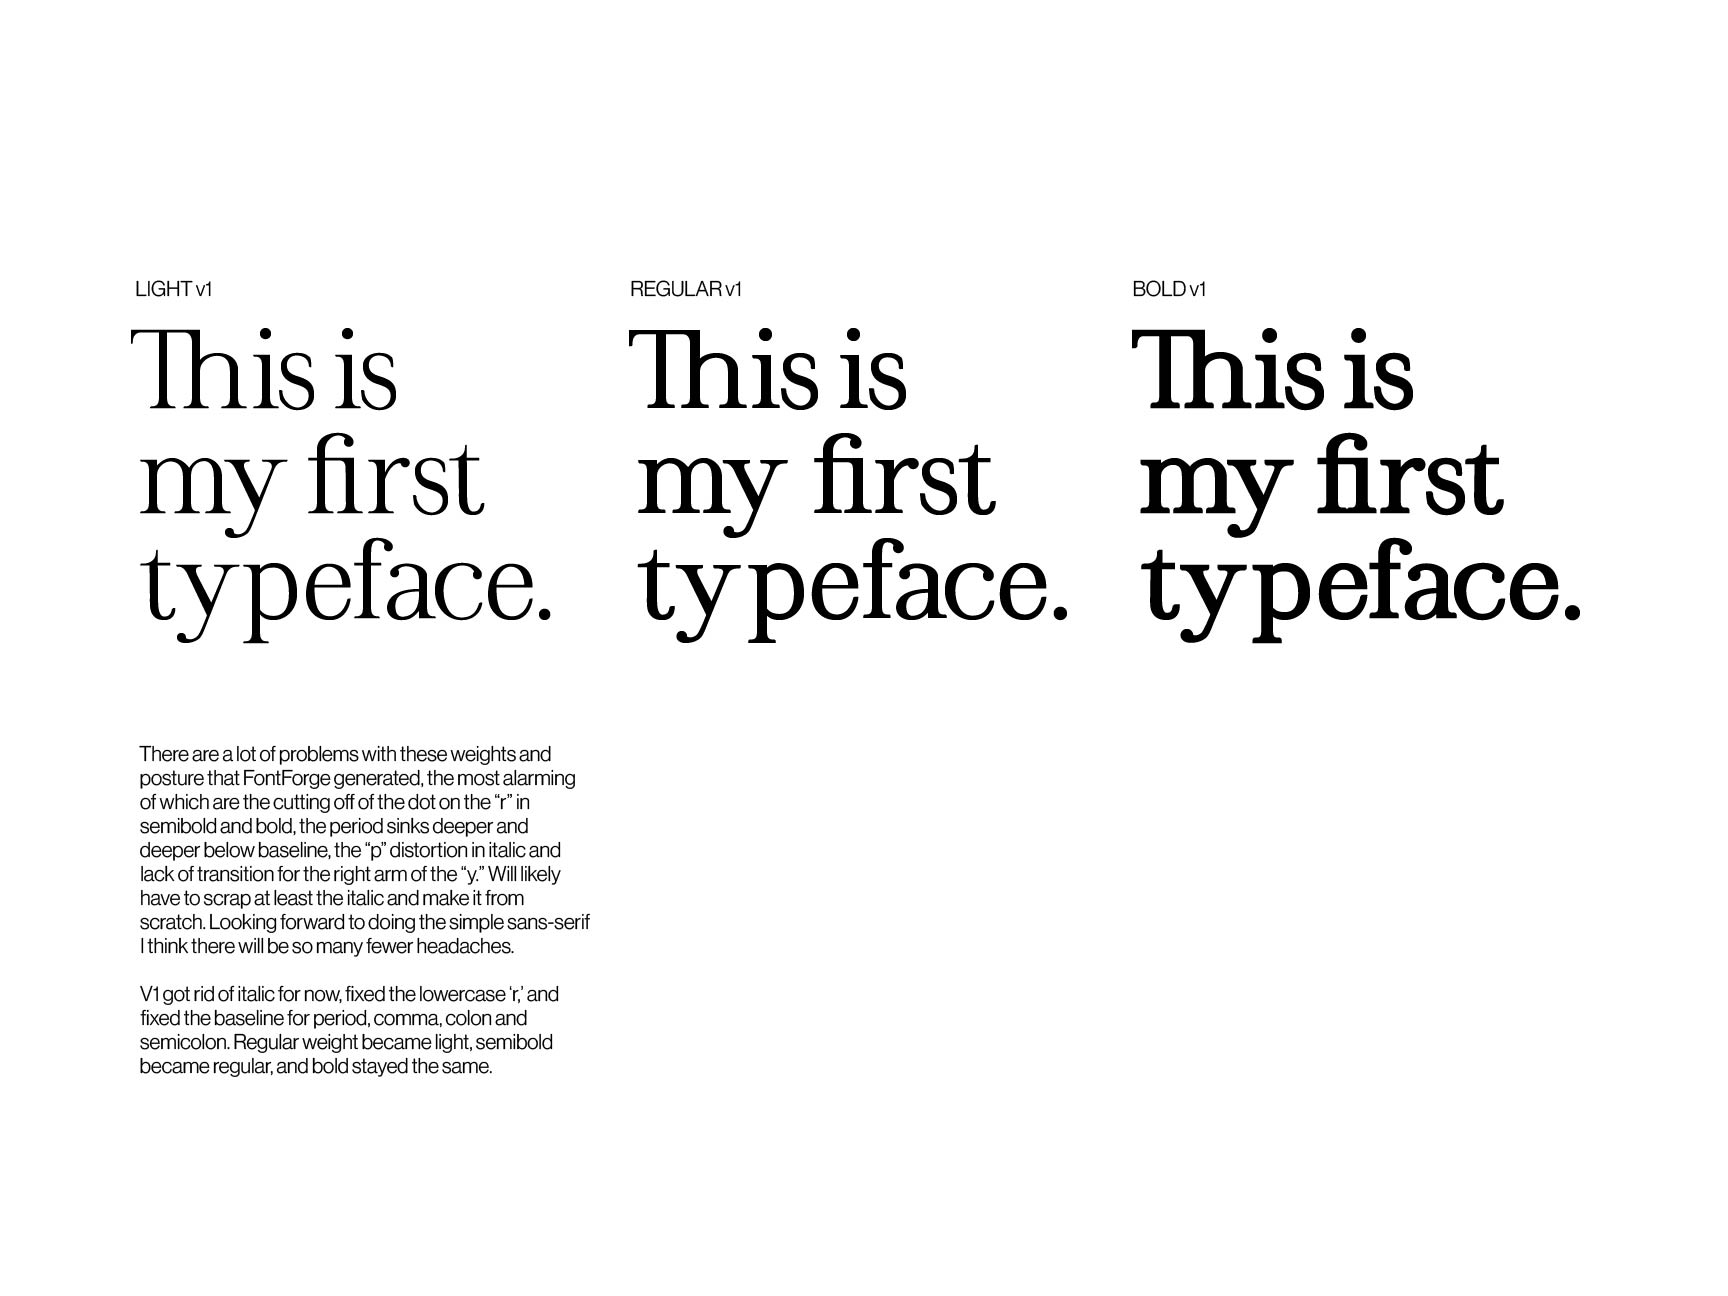 LIGHT v1
This is
my first
typeface.
REGULAR v1
This is
my first
typeface.
BOLD v1
This is
my first
typeface.
There are a lot of problems with these weights and
posture that FontForge generated, the most alarming
of which are the cutting off of the dot on the “r” in
semibold and bold, the period sinks deeper and
deeper below baseline, the “p” distortion in italic and
lack of transition for the right arm of the “y.” Will likely
have to scrap at least the italic and make it from
scratch. Looking forward to doing the simple sans-serif
I think there will be so many fewer headaches.
V1 got rid of italic for now, fixed the lowercase ‘r,’ and
fixed the baseline for period, comma, colon and
semicolon. Regular weight became light, semibold
became regular, and bold stayed the same.